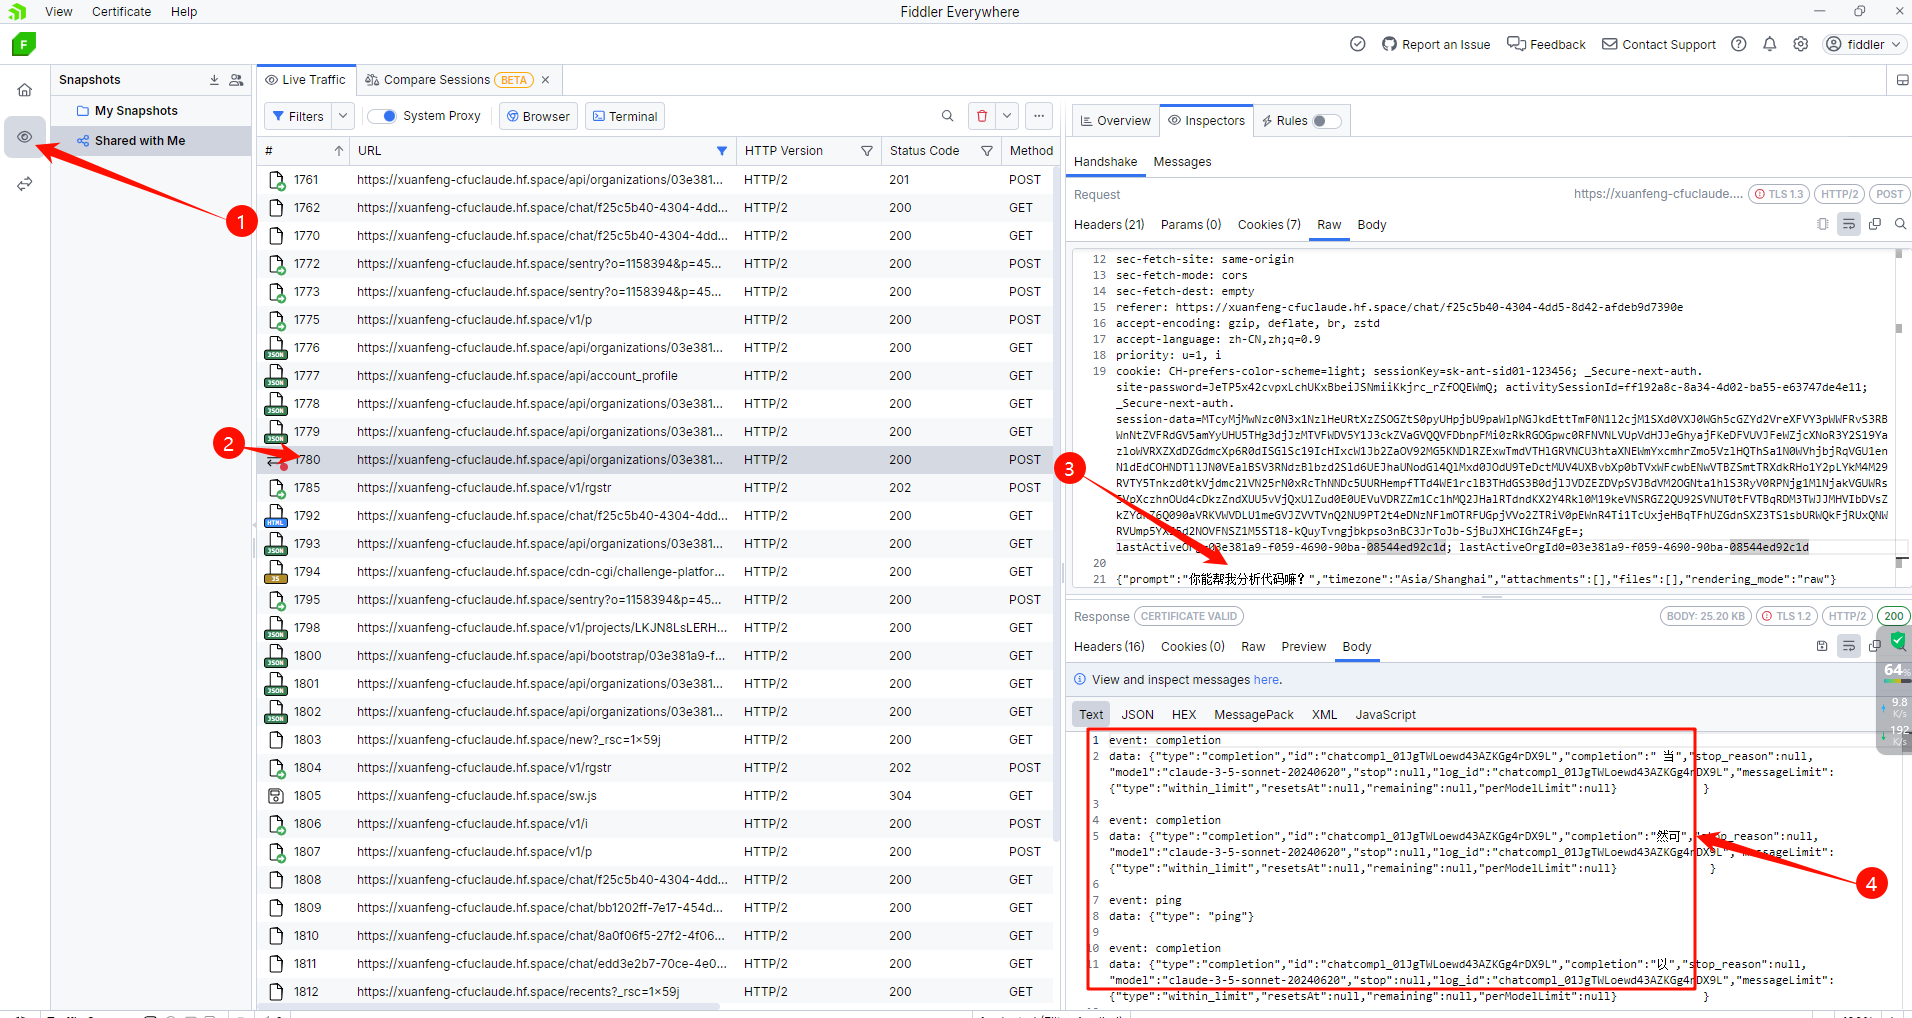 View Certificate Help
Fiddler Everywhere
Report an Issue Feedback Contact Support fiddler
Snapshots
My Snapshots
Shared with Me
Live Traffic Compare Sessions BETA
Filters System Proxy Browser Terminal
# URL HTTP Version Status Code Method
1761 https://xuanfeng-cfuclaude.hf.space/api/organizations/03e381... HTTP/2 201 POST
1762 https://xuanfeng-cfuclaude.hf.space/chat/f25c5b40-4304-4dd... HTTP/2 200 GET
1770 https://xuanfeng-cfuclaude.hf.space/chat/f25c5b40-4304-4dd... HTTP/2 200 GET
1772 https://xuanfeng-cfuclaude.hf.space/sentry?o=1158394&p=45... HTTP/2 200 POST
1773 https://xuanfeng-cfuclaude.hf.space/sentry?o=1158394&p=45... HTTP/2 200 POST
1775 https://xuanfeng-cfuclaude.hf.space/v1/p HTTP/2 200 POST
1776 https://xuanfeng-cfuclaude.hf.space/api/organizations/03e381... HTTP/2 200 GET
1777 https://xuanfeng-cfuclaude.hf.space/api/account_profile HTTP/2 200 GET
1778 https://xuanfeng-cfuclaude.hf.space/api/organizations/03e381... HTTP/2 200 GET
1779 https://xuanfeng-cfuclaude.hf.space/api/organizations/03e381... HTTP/2 200 GET
1780 https://xuanfeng-cfuclaude.hf.space/api/organizations/03e381... HTTP/2 200 POST
1785 https://xuanfeng-cfuclaude.hf.space/v1/rgstr HTTP/2 202 POST
1792 https://xuanfeng-cfuclaude.hf.space/chat/f25c5b40-4304-4dd... HTTP/2 200 GET
1793 https://xuanfeng-cfuclaude.hf.space/api/organizations/03e381... HTTP/2 200 GET
1794 https://xuanfeng-cfuclaude.hf.space/cdn-cgi/challenge-platfor... HTTP/2 200 GET
1795 https://xuanfeng-cfuclaude.hf.space/sentry?o=1158394&p=45... HTTP/2 200 POST
1798 https://xuanfeng-cfuclaude.hf.space/v1/projects/LKJN8LsLERH... HTTP/2 200 GET
1800 https://xuanfeng-cfuclaude.hf.space/api/bootstrap/03e381a9-f... HTTP/2 200 GET
1801 https://xuanfeng-cfuclaude.hf.space/api/organizations/03e381... HTTP/2 200 GET
1802 https://xuanfeng-cfuclaude.hf.space/api/organizations/03e381... HTTP/2 200 GET
1803 https://xuanfeng-cfuclaude.hf.space/new?_rsc=1x59j HTTP/2 200 GET
1804 https://xuanfeng-cfuclaude.hf.space/v1/rgstr HTTP/2 202 POST
1805 https://xuanfeng-cfuclaude.hf.space/sw.js HTTP/2 304 GET
1806 https://xuanfeng-cfuclaude.hf.space/v1/i HTTP/2 200 POST
1807 https://xuanfeng-cfuclaude.hf.space/v1/p HTTP/2 200 POST
1808 https://xuanfeng-cfuclaude.hf.space/chat/f25c5b40-4304-4dd... HTTP/2 200 GET
1809 https://xuanfeng-cfuclaude.hf.space/chat/bb1202ff-7e17-454d... HTTP/2 200 GET
1810 https://xuanfeng-cfuclaude.hf.space/chat/8a0f06f5-27f2-4f06... HTTP/2 200 GET
1811 https://xuanfeng-cfuclaude.hf.space/chat/edd3e2b7-70ce-4e0... HTTP/2 200 GET
1812 https://xuanfeng-cfuclaude.hf.space/recents?_rsc=1x59j HTTP/2 200 GET
1
2
3
4
Overview Inspectors Rules
Handshake Messages
Request https://xuanfeng-cfuclaude.... TLS 1.3 HTTP/2 POST
Headers (21) Params (0) Cookies (7) Raw Body
12 sec-fetch-site: same-origin
13 sec-fetch-mode: cors
14 sec-fetch-dest: empty
15 referer: https://xuanfeng-cfuclaude.hf.space/chat/f25c5b40-4304-4dd5-8d42-afdeb9d7390e
16 accept-encoding: gzip, deflate, br, zstd
17 accept-language: zh-CN,zh;q=0.9
18 priority: u=1, i
19 cookie: CH-prefers-color-scheme=light; sessionKey=sk-ant-sid01-123456; _Secure-next-auth.
activitySessionId=ff192a8c-8a34-4d02-ba55-e63747de4e11;
_Secure-next-auth.
lastActiveOrg=03e381a9-f059-4690-90ba-08544ed92c1d; lastActiveOrgId0=03e381a9-f059-4690-90ba-08544ed92c1d
20
21 {"prompt":"你能帮我分析代码嘛？","timezone":"Asia/Shanghai","attachments":[],"files":[],"rendering_mode":"raw"}
Response CERTIFICATE VALID BODY: 25.20 KB TLS 1.2 HTTP/2 200
Headers (16) Cookies (0) Raw Preview Body
View and inspect messages here.
Text JSON HEX MessagePack XML JavaScript
1 event: completion
2 data: {"type":"completion","id":"chatcompl_01JgTWLoewd43AZKGg4rDX9L","completion":" 当","stop_reason":null,
"model":"claude-3-5-sonnet-20240620","stop":null,"log_id":"chatcompl_01JgTWLoewd43AZKGg4rDX9L","messageLimit":
{"type":"within_limit","resetsAt":null,"remaining":null,"perModelLimit":null} }
3
4 event: completion
5 data: {"type":"completion","id":"chatcompl_01JgTWLoewd43AZKGg4rDX9L","completion":"然可","stop_reason":null,
"model":"claude-3-5-sonnet-20240620","stop":null,"log_id":"chatcompl_01JgTWLoewd43AZKGg4rDX9L","messageLimit":
{"type":"within_limit","resetsAt":null,"remaining":null,"perModelLimit":null} }
6
7 event: ping
8 data: {"type": "ping"}
9
10 event: completion
11 data: {"type":"completion","id":"chatcompl_01JgTWLoewd43AZKGg4rDX9L","completion":"以","stop_reason":null,
"model":"claude-3-5-sonnet-20240620","stop":null,"log_id":"chatcompl_01JgTWLoewd43AZKGg4rDX9L","messageLimit":
{"type":"within_limit","resetsAt":null,"remaining":null,"perModelLimit":null} }
64%
9.8
K/s
192
K/s